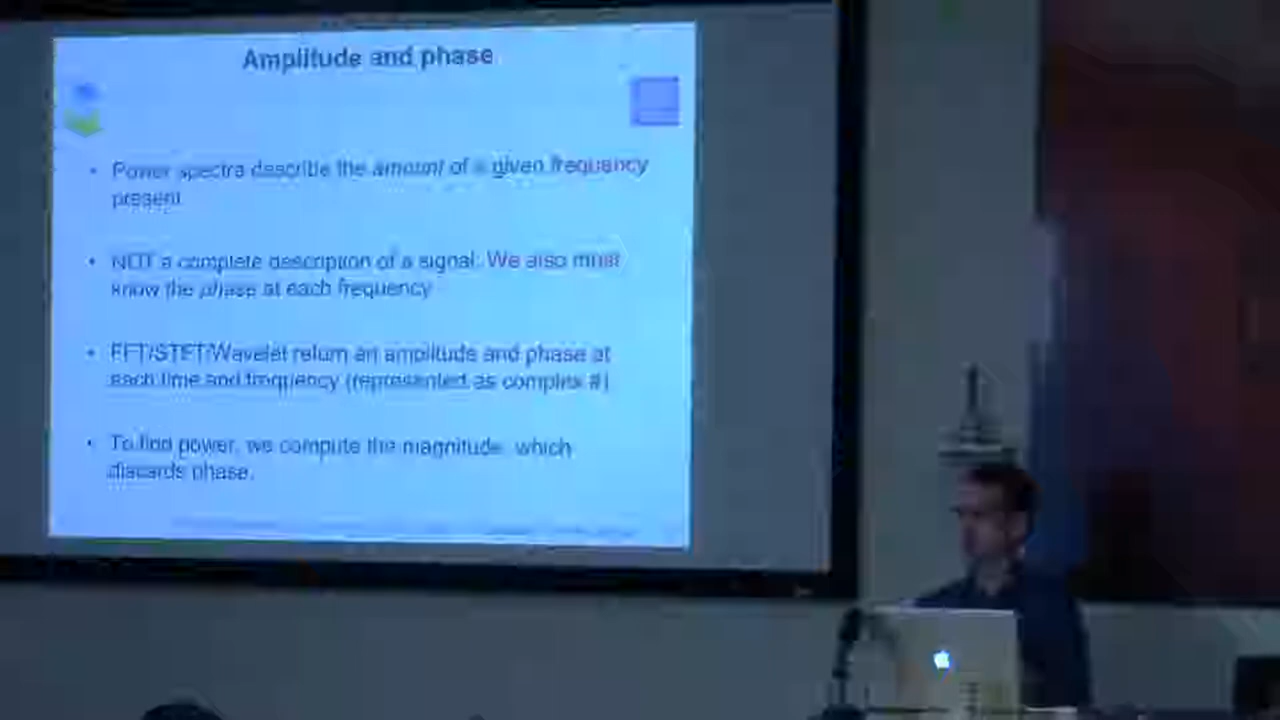 Amplitude and phase
• Power spectra describe the amount of a given frequency
present
• NOT a complete description of a signal. We also must
know the phase at each frequency
• FFT/STFT/Wavelet return an amplitude and phase at
each time and frequency (represented as complex #)
• To find power, we compute the magnitude, which
discards phase.